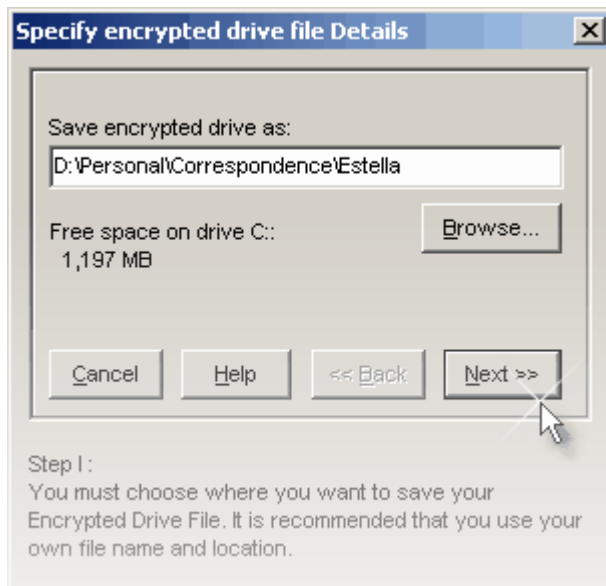 Specify encrypted drive file Details
Save encrypted drive as:
D:\Personal\Correspondence\Estella
Free space on drive C::
Browse...
1,197 MB
Cancel
Help
<< Back
Next >>
Step I :
You must choose where you want to save your
Encrypted Drive File. It is recommended that you use your
own file name and location.